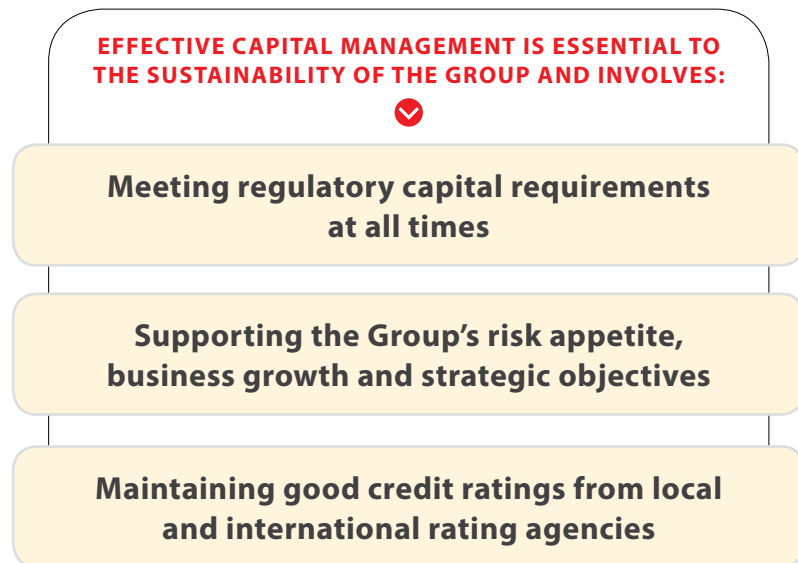 EFFECTIVE CAPITAL MANAGEMENT IS ESSENTIAL TO
THE SUSTAINABILITY OF THE GROUP AND INVOLVES:
Meeting regulatory capital requirements
at all times
Supporting the Group’s risk appetite,
business growth and strategic objectives
Maintaining good credit ratings from local
and international rating agencies